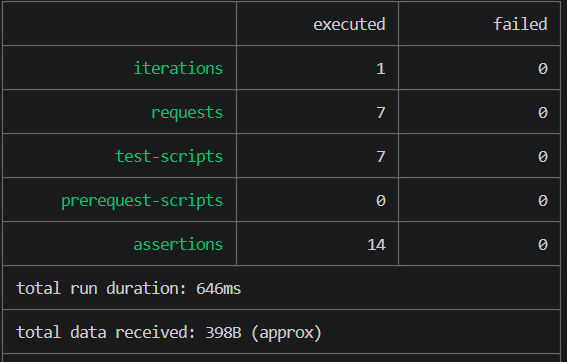 executed failed
iterations 1 0
requests 7 0
test-scripts 7 0
prerequest-scripts 0 0
assertions 14 0
total run duration: 646ms
total data received: 398B (approx)